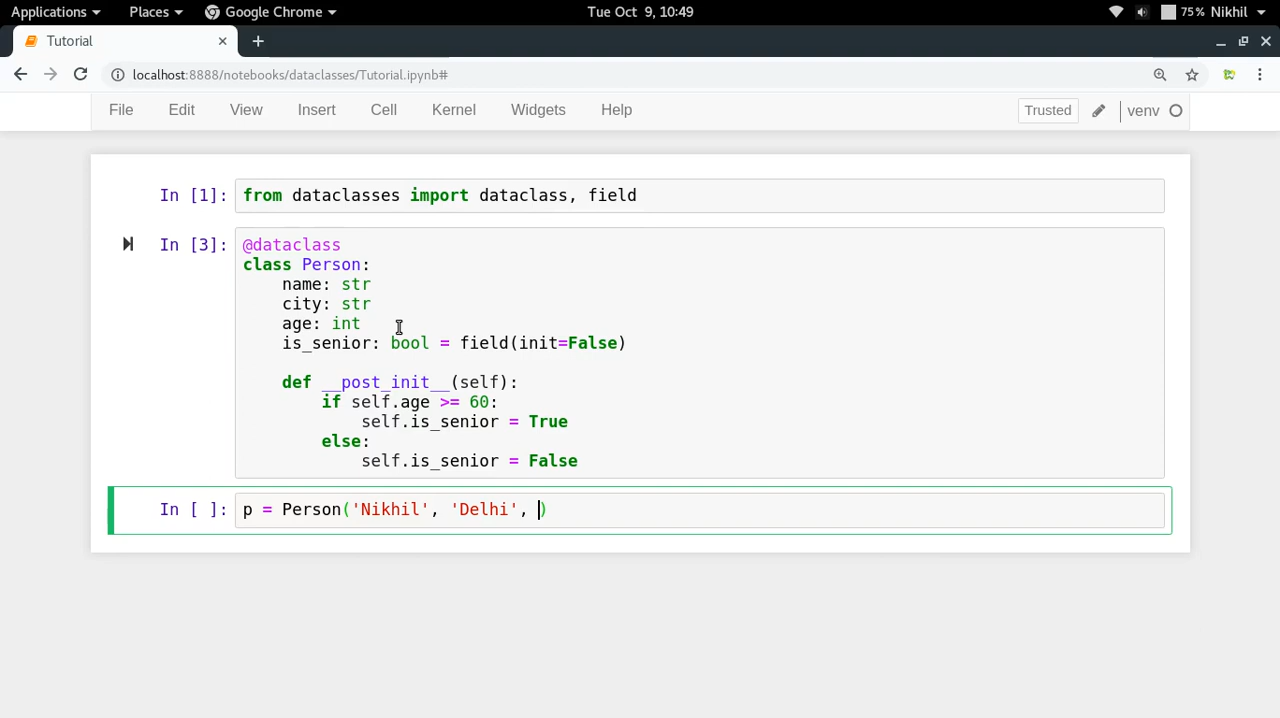 Applications Places Google Chrome Tue Oct 9, 10:49 75% Nikhil
Tutorial
localhost:8888/notebooks/dataclasses/Tutorial.ipynb#
File Edit View Insert Cell Kernel Widgets Help Trusted venv
In [1]: from dataclasses import dataclass, field
In [3]: @dataclass
class Person:
    name: str
    city: str
    age: int
    is_senior: bool = field(init=False)
    def __post_init__(self):
        if self.age >= 60:
            self.is_senior = True
        else:
            self.is_senior = False
In [ ]: p = Person('Nikhil', 'Delhi', )